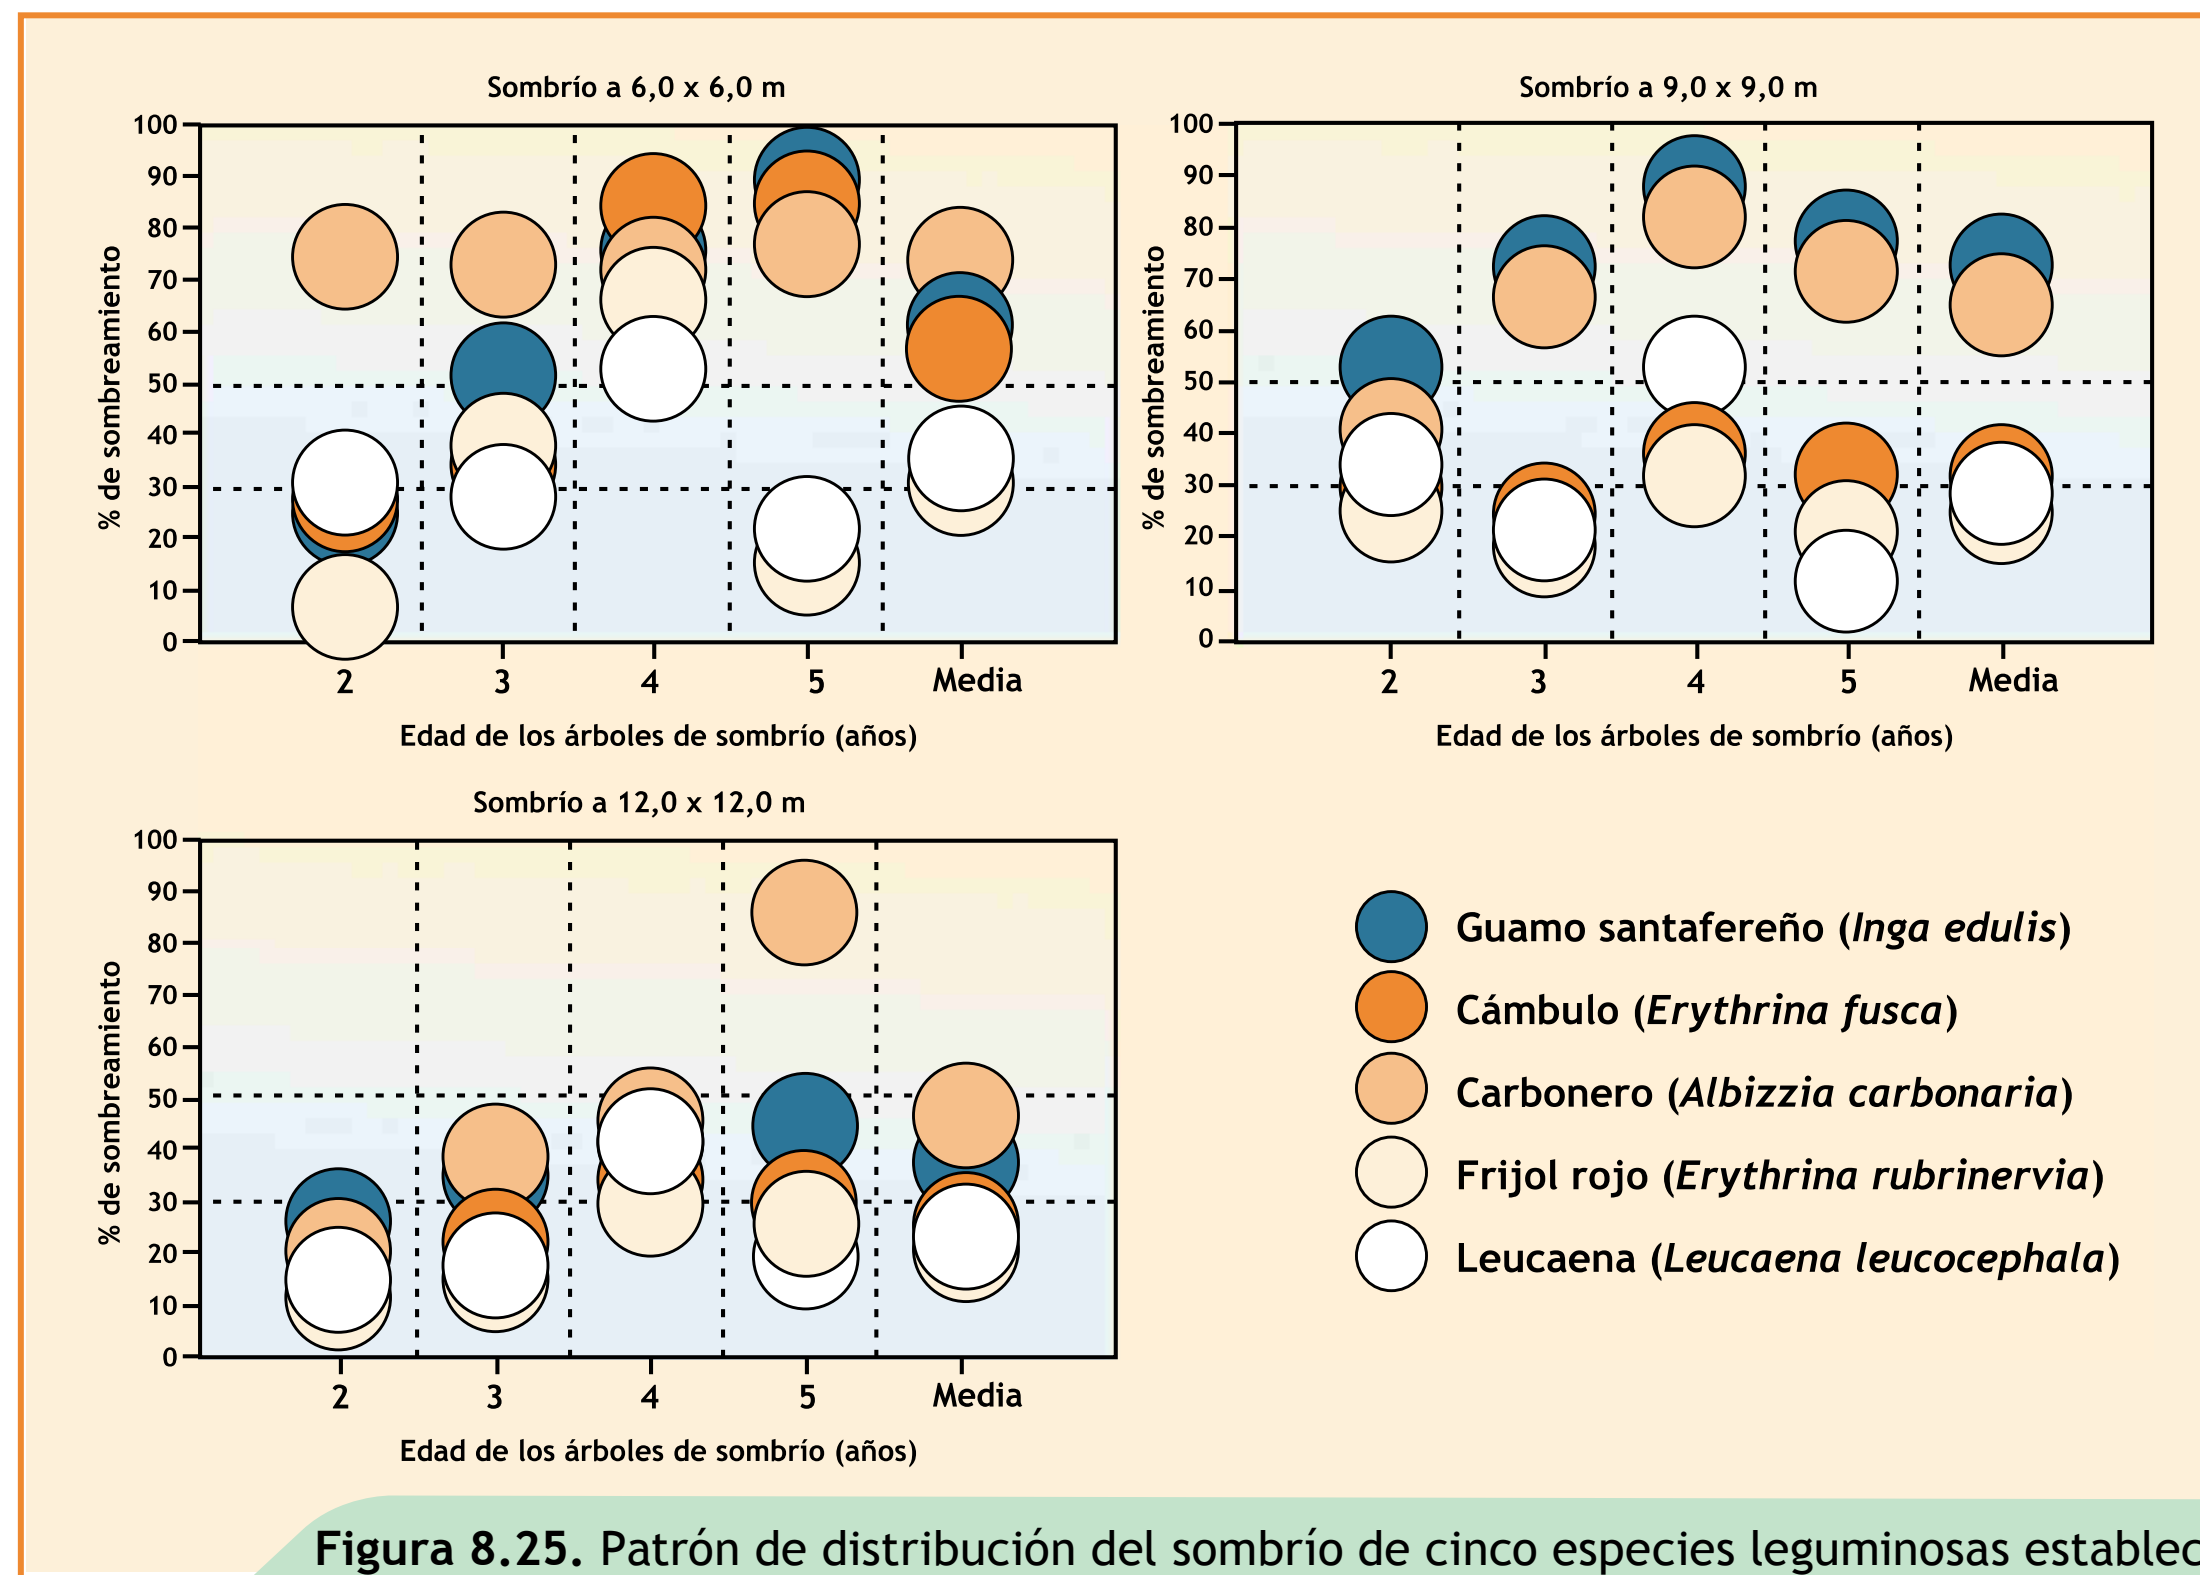 Sombrío a 6,0 x 6,0 m
% de sombreamiento
100
90
80
70
60
50
40
30
20
10
0
2 3 4 5 Media
Edad de los árboles de sombrío (años)
Sombrío a 9,0 x 9,0 m
% de sombreamiento
100
90
80
70
60
50
40
30
20
10
0
2 3 4 5 Media
Edad de los árboles de sombrío (años)
Sombrío a 12,0 x 12,0 m
% de sombreamiento
100
90
80
70
60
50
40
30
20
10
0
2 3 4 5 Media
Edad de los árboles de sombrío (años)
Guamo santafereño (Inga edulis)
Cámbulo (Erythrina fusca)
Carbonero (Albizzia carbonaria)
Frijol rojo (Erythrina rubrinervia)
Leucaena (Leucaena leucocephala)
Figura 8.25. Patrón de distribución del sombrío de cinco especies leguminosas